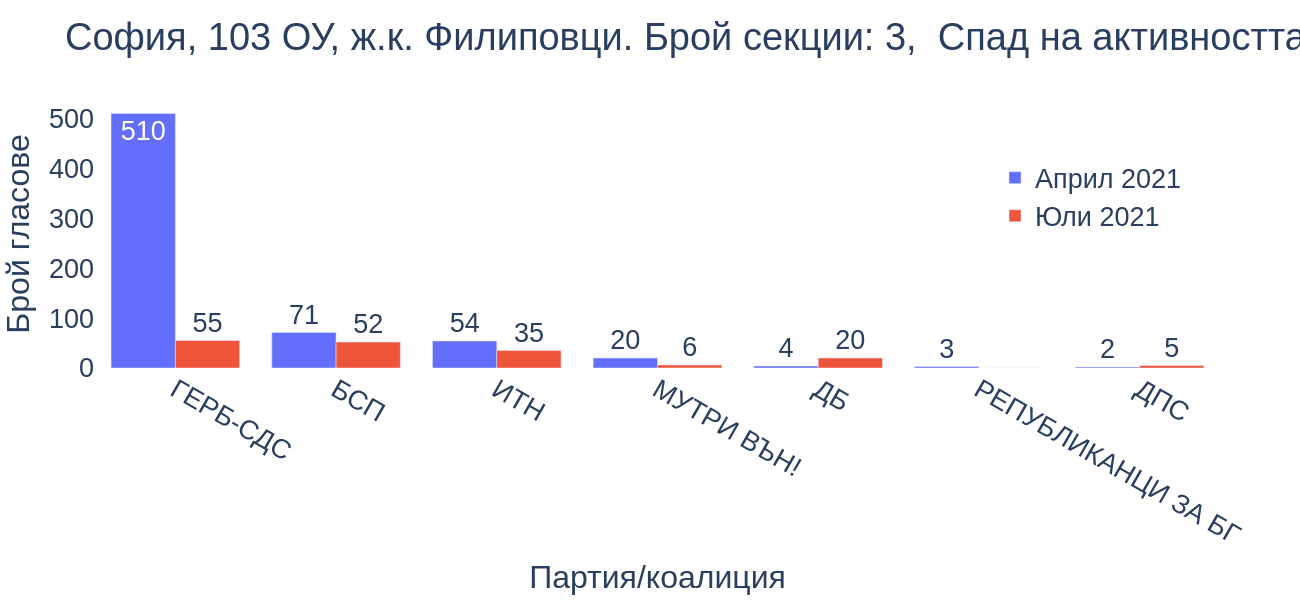 София, 103 ОУ, ж.к. Филиповци. Брой секции: 3, Спад на активността
Брой гласове
500
400
300
200
100
0
510
55
71
52
54
35
20
6
4
20
3
2
5
Април 2021
Юли 2021
ГЕРБ-СДС
БСП
ИТН
МУТРИ ВЪН!
ДБ
РЕПУБЛИКАНЦИ ЗА БГ
ДПС
Партия/коалиция